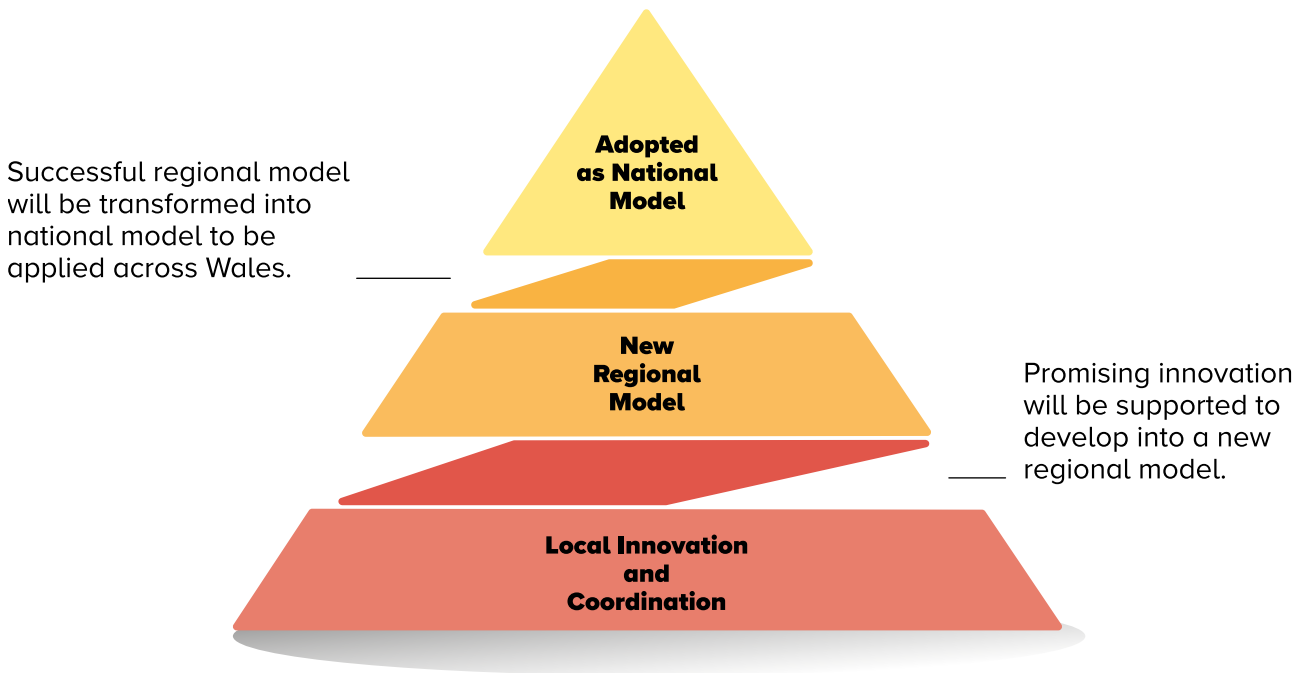 Adopted
as National
Model
Successful regional model
will be transformed into
national model to be
applied across Wales.
New
Regional
Model
Promising innovation
will be supported to
develop into a new
regional model.
Local Innovation
and
Coordination